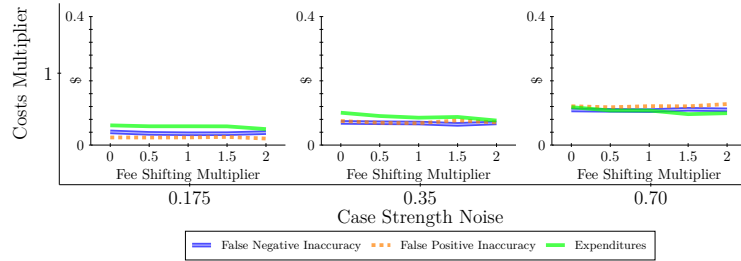 Costs Multiplier
1
0.4
$
0
0 0.5 1 1.5 2
Fee Shifting Multiplier
0.4
$
0
0 0.5 1 1.5 2
Fee Shifting Multiplier
0.4
$
0
0 0.5 1 1.5 2
Fee Shifting Multiplier
0.175 0.35 0.70
Case Strength Noise
False Negative Inaccuracy False Positive Inaccuracy Expenditures